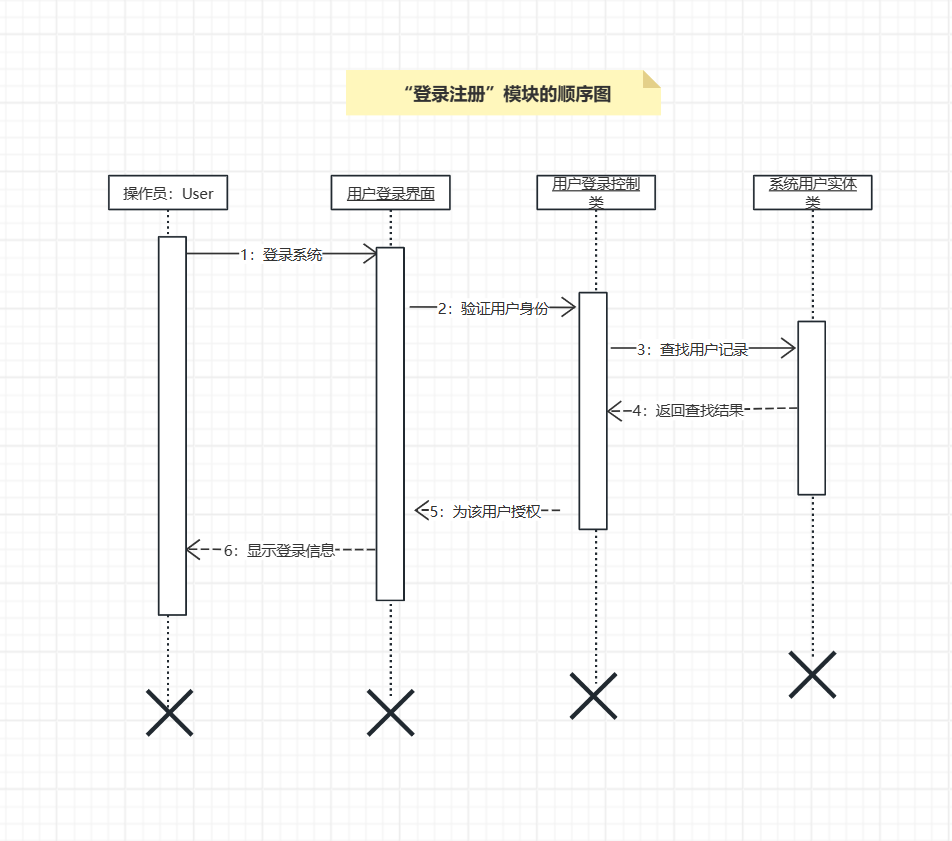 “登录注册”模块的顺序图
操作员：User
用户登录界面
用户登录控制
类
系统用户实体
类
1：登录系统
2：验证用户身份
3：查找用户记录
4：返回查找结果
5：为该用户授权
6：显示登录信息